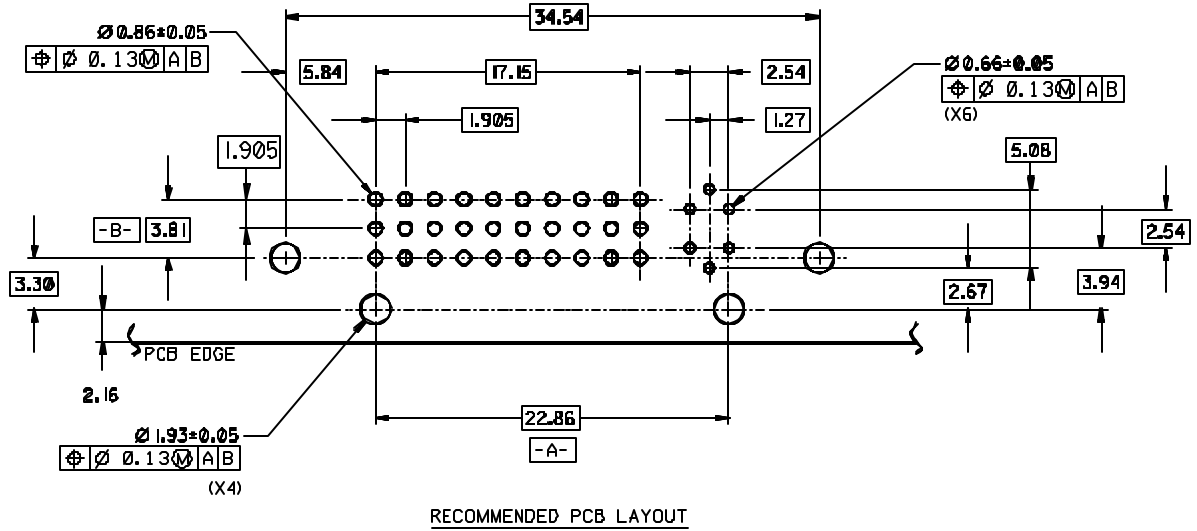 34.54
Ø0.86±0.05
⌖ Ø 0.13Ⓜ A B
5.84
17.15
2.54
Ø0.66±0.05
⌖ Ø 0.13Ⓜ A B
(X6)
1.905
1.27
1.905
5.08
-B- 3.81
2.54
3.30
2.67
3.94
PCB EDGE
2.16
22.86
-A-
Ø1.93±0.05
⌖ Ø 0.13Ⓜ A B
(X4)
RECOMMENDED PCB LAYOUT